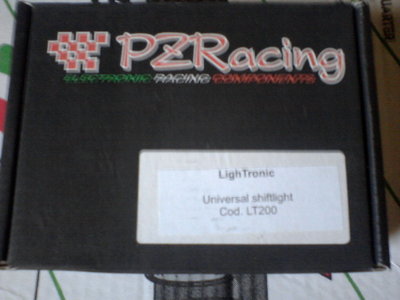 PZRacing
ELECTRONIC RACING COMPONENTS
LighTronic
Universal shiftlight
Cod. LT200